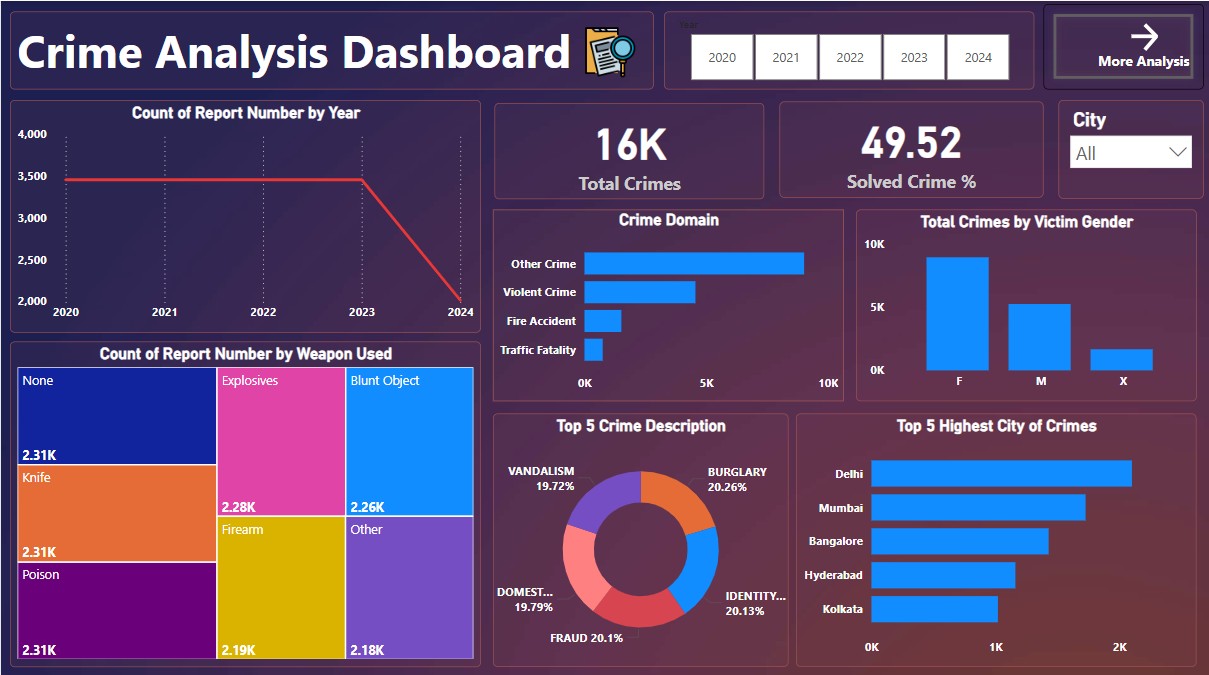 Crime Analysis Dashboard
Year
2020
2021
2022
2023
2024
More Analysis
Count of Report Number by Year
4,000
3,500
3,000
2,500
2,000
2020
2021
2022
2023
2024
16K
Total Crimes
49.52
Solved Crime %
City
All
Crime Domain
Other Crime
Violent Crime
Fire Accident
Traffic Fatality
0K
5K
10K
Total Crimes by Victim Gender
10K
5K
0K
F
M
X
Count of Report Number by Weapon Used
None
2.31K
Knife
2.31K
Poison
2.31K
Explosives
2.28K
Firearm
2.19K
Blunt Object
2.26K
Other
2.18K
Top 5 Crime Description
VANDALISM
19.72%
BURGLARY
20.26%
DOMEST...
19.79%
IDENTITY...
20.13%
FRAUD 20.1%
Top 5 Highest City of Crimes
Delhi
Mumbai
Bangalore
Hyderabad
Kolkata
0K
1K
2K